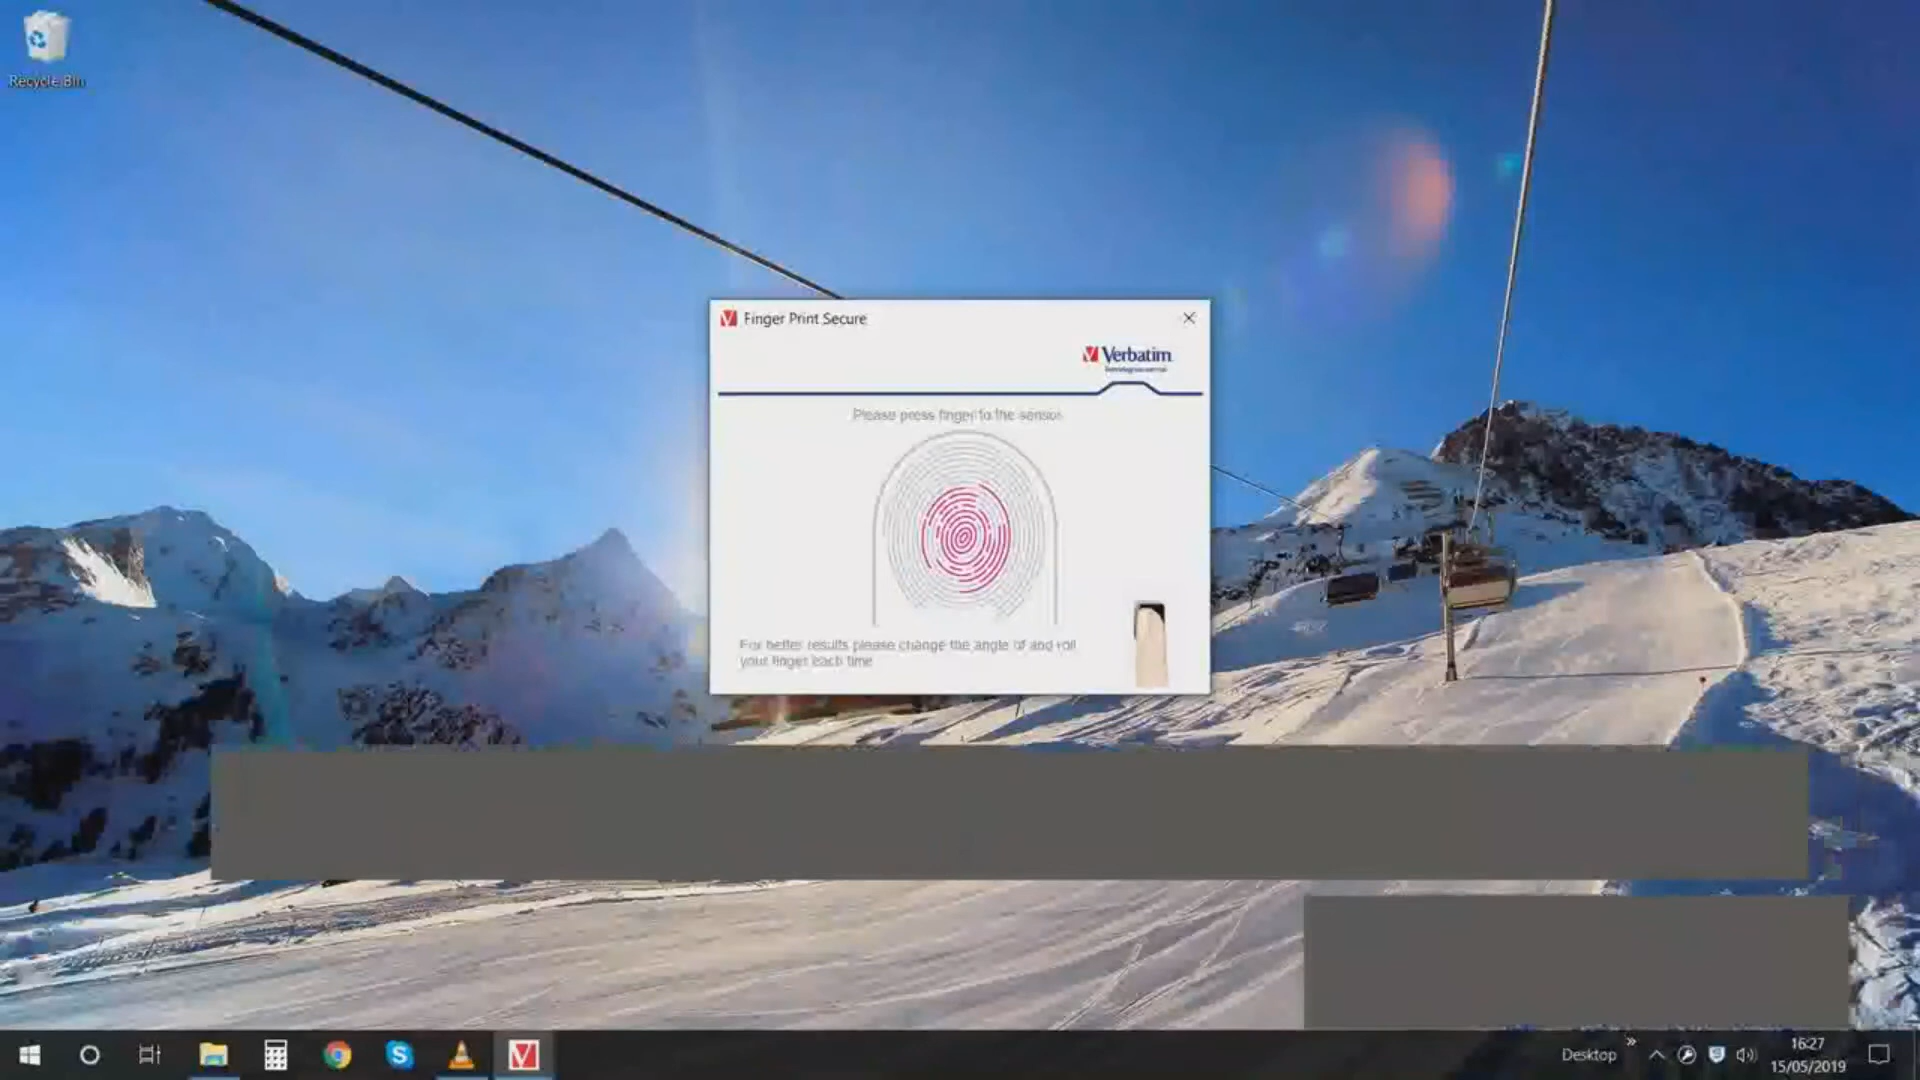 Recycle Bin
Finger Print Secure
Verbatim
Please press finger to the sensor
For better results please change the angle of and roll
your finger each time
Desktop
16:27
15/05/2019